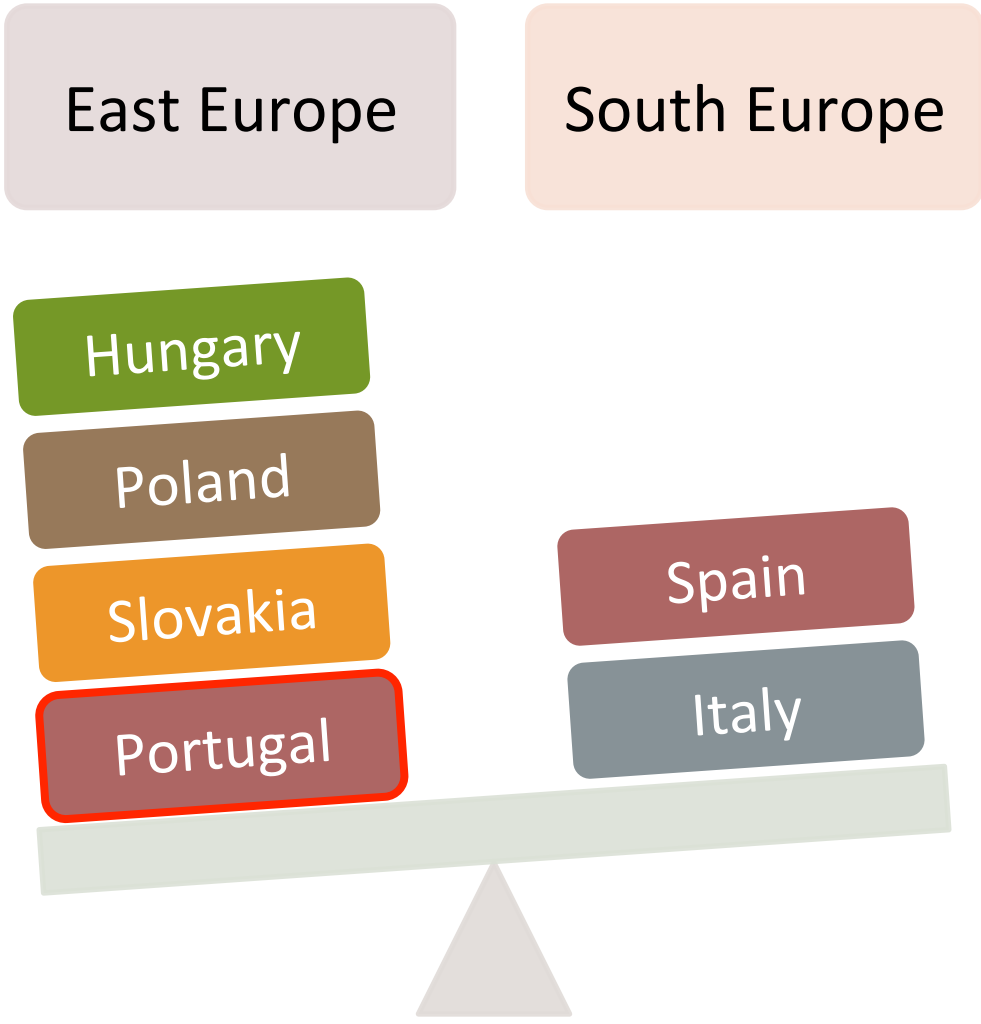 East Europe
South Europe
Hungary
Poland
Slovakia
Portugal
Spain
Italy